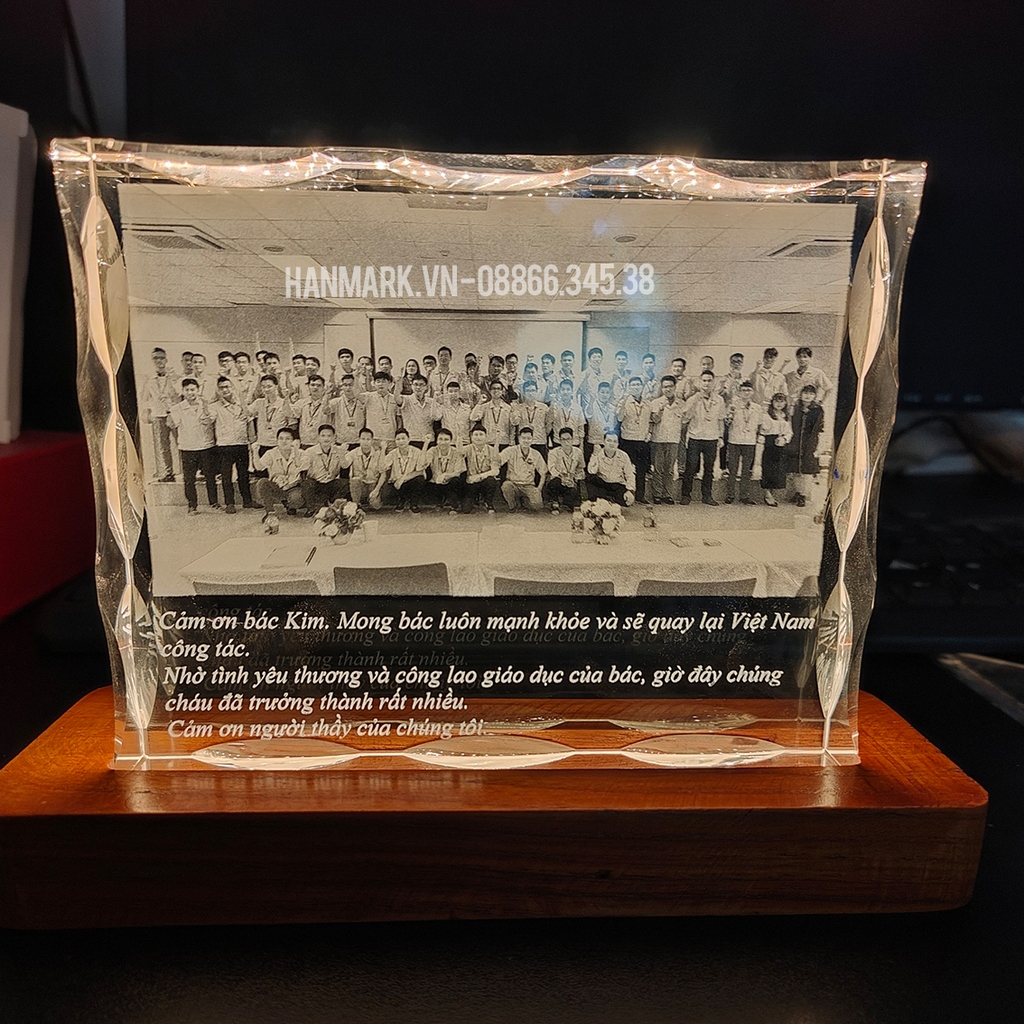 HANMARK.VN-08866.345.38
Cảm ơn bác Kim. Mong bác luôn mạnh khỏe và sẽ quay lại Việt Nam
công tác.
Nhờ tình yêu thương và công lao giáo dục của bác, giờ đây chúng
cháu đã trưởng thành rất nhiều.
Cảm ơn người thầy của chúng tôi.